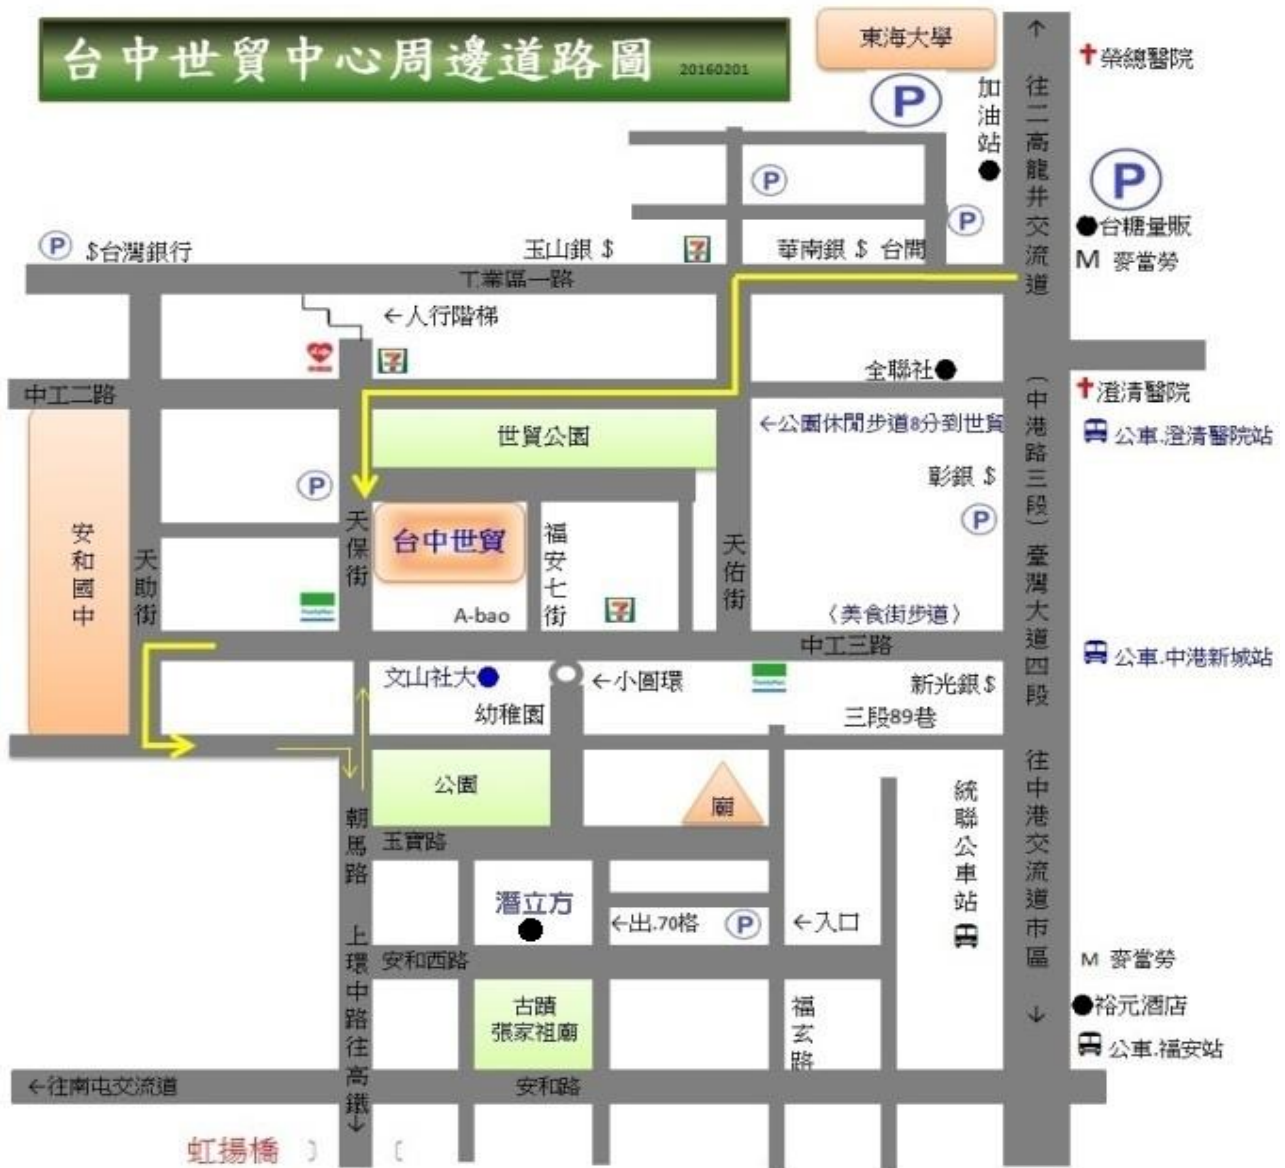 台中世貿中心周邊道路圖 20160201
東海大學
P
加油站
↑
往二高龍井交流道
榮總醫院
P
台糖量販
M 麥當勞
P
P
P $台灣銀行
玉山銀 $
7
華南銀 $ 台開
工業區一路
←人行階梯
7
全聯社
中工二路
(中港路三段)
澄清醫院
公車.澄清醫院站
世貿公園
←公園休閒步道8分到世貿
彰銀 $
P
P
安和國中
天助街
天保街
台中世貿
福安七街
天佑街
臺灣大道四段
FamilyMart
A-bao
7
〈美食街步道〉
中工三路
公車.中港新城站
文山社大
←小圓環
FamilyMart
新光銀$
幼稚園
三段89巷
公園
廟
往中港交流道市區
↓
統聯公車站
朝馬路
玉寶路
潛立方
←出.70格
P
←入口
上環中路往高鐵↓
安和西路
M 麥當勞
古蹟
張家祖廟
福玄路
裕元酒店
公車.福安站
←往南屯交流道
安和路
虹揚橋